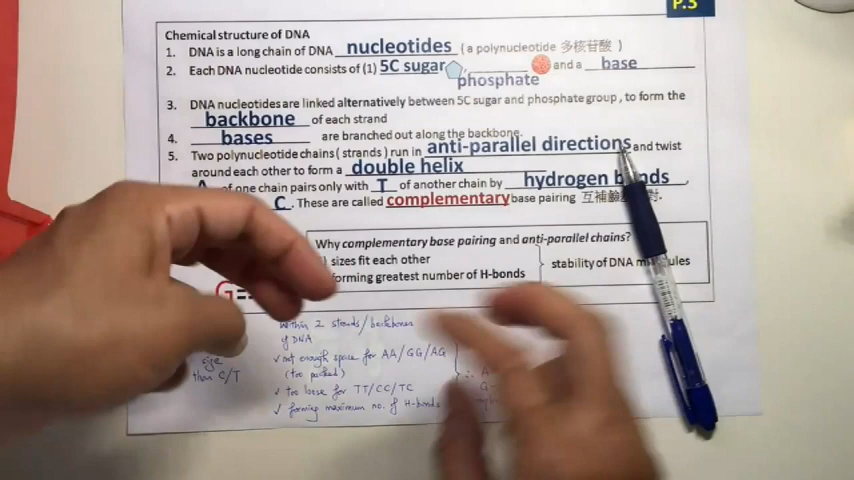 P.3
Chemical structure of DNA
1. DNA is a long chain of DNA nucleotides ( a polynucleotide 多核苷酸 )
2. Each DNA nucleotide consists of (1) 5C sugar and a base
phosphate
3. DNA nucleotides are linked alternatively between 5C sugar and phosphate group , to form the
backbone of each strand
4. bases are branched out along the backbone.
5. Two polynucleotide chains ( strands ) run in anti-parallel directions and twist
around each other to form a double helix
A of one chain pairs only with T of another chain by hydrogen bonds ,
C. These are called complementary base pairing 互補
Why complementary base pairing and anti-parallel chains?
sizes fit each other
forming greatest number of H-bonds
stability of DNA molecules
G=
Within 2 strands/backbones
of DNA
size
than C/T
✓ not enough space for AA/GG/AG
(too packed)
✓ too loose for TT/CC/TC
✓ forming maximum no. of H-bonds